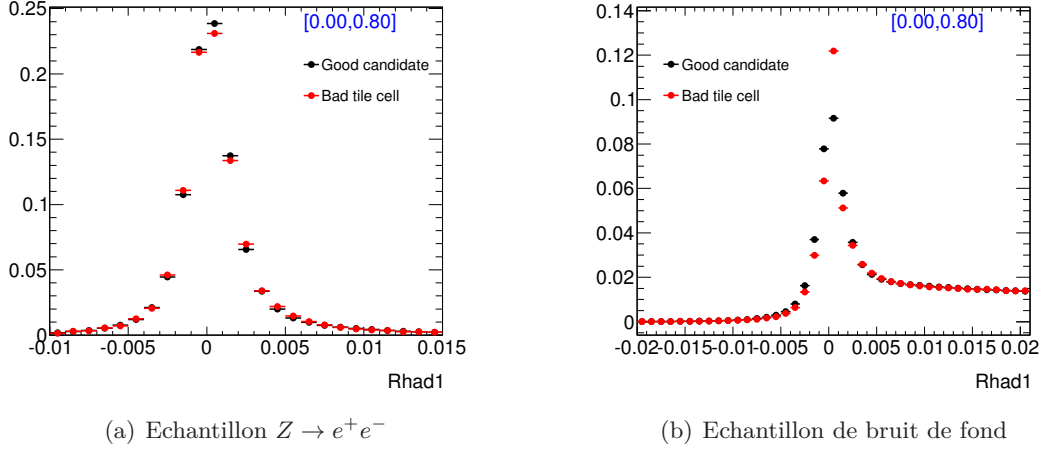 [0.00,0.80]
Good candidate
Bad tile cell
0.25
0.2
0.15
0.1
0.05
0
-0.01 -0.005 0 0.005 0.01 0.015
Rhad1
(a) Echantillon Z → e⁺e⁻
[0.00,0.80]
Good candidate
Bad tile cell
0.14
0.12
0.1
0.08
0.06
0.04
0.02
0
-0.02 -0.015 -0.01 -0.005 0 0.005 0.01 0.015 0.02
Rhad1
(b) Echantillon de bruit de fond